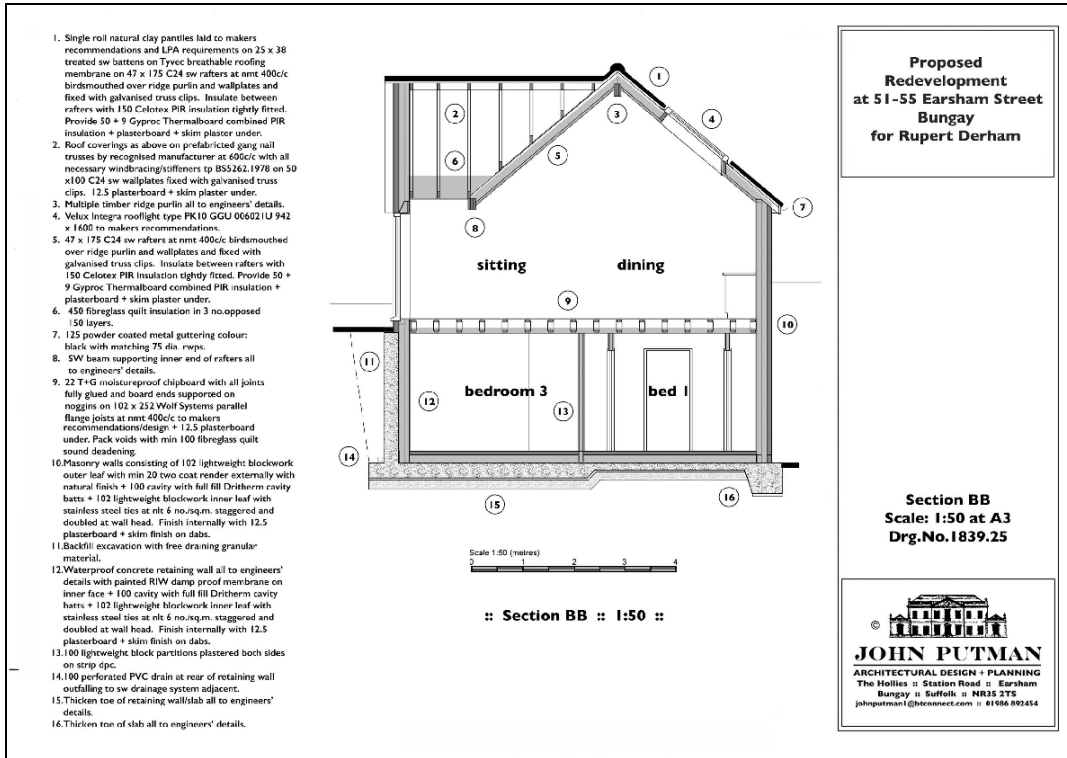 1. Single roll natural clay pantiles laid to makers
recommendations and LPA requirements on 25 x 38
treated sw battens on Tyvec breathable roofing
membrane on 47 x 175 C24 sw rafters at nmt 400c/c
birdsmouthed over ridge purlin and wallplates and
fixed with galvanised truss clips. Insulate between
rafters with 150 Celotex PIR insulation tightly fitted.
Provide 50 + 9 Gyproc Thermalboard combined PIR
insulation + plasterboard + skim plaster under.
2. Roof coverings as above on prefabricated gang nail
trusses by recognised manufacturer at 600c/c with all
necessary windbracing/stiffeners tp BS5262.1978 on 50
x100 C24 sw wallplates fixed with galvanised truss
clips. 12.5 plasterboard + skim plaster under.
3. Multiple timber ridge purlin all to engineers' details.
4. Velux Integra rooflight type PK10 GGU 006021U 942
x 1600 to makers recommendations.
5. 47 x 175 C24 sw rafters at nmt 400c/c birdsmouthed
over ridge purlin and wallplates and fixed with
galvanised truss clips. Insulate between rafters with
150 Celotex PIR insulation tightly fitted. Provide 50 +
9 Gyproc Thermalboard combined PIR insulation +
plasterboard + skim plaster under.
6. 450 fibreglass quilt insulation in 3 no.opposed
150 layers.
7. 125 powder coated metal guttering colour:
black with matching 75 dia. rwps.
8. SW beam supporting inner end of rafters all
to engineers' details.
9. 22 T+G moistureproof chipboard with all joints
fully glued and board ends supported on
noggins on 102 x 252 Wolf Systems parallel
flange joists at nmt 400c/c to makers
recommendations/design + 12.5 plasterboard
under. Pack voids with min 100 fibreglass quilt
sound deadening.
10.Masonry walls consisting of 102 lightweight blockwork
outer leaf with min 20 two coat render externally with
natural finish + 100 cavity with full fill Dritherm cavity
batts + 102 lightweight blockwork inner leaf with
stainless steel ties at nlt 6 no./sq.m. staggered and
doubled at wall head. Finish internally with 12.5
plasterboard + skim finish on dabs.
11.Backfill excavation with free draining granular
material.
12.Waterproof concrete retaining wall all to engineers'
details with painted RIW damp proof membrane on
inner face + 100 cavity with full fill Dritherm cavity
batts + 102 lightweight blockwork inner leaf with
stainless steel ties at nlt 6 no./sq.m. staggered and
doubled at wall head. Finish internally with 12.5
plasterboard + skim finish on dabs.
13.100 lightweight block partitions plastered both sides
on strip dpc.
14.100 perforated PVC drain at rear of retaining wall
outfalling to sw drainage system adjacent.
15.Thicken toe of retaining wall/slab all to engineers'
details.
16.Thicken toe of slab all to engineers' details.
1
2
3
4
6
5
7
8
sitting
dining
9
10
11
bedroom 3
bed 1
12
13
14
15
16
Scale 1:50 (metres)
0 1 2 3 4
:: Section BB :: 1:50 ::
Proposed
Redevelopment
at 51-55 Earsham Street
Bungay
for Rupert Derham
Section BB
Scale: 1:50 at A3
Drg.No.1839.25
©
JOHN PUTMAN
ARCHITECTURAL DESIGN + PLANNING
The Hollies :: Station Road :: Earsham
Bungay :: Suffolk :: NR35 2TS
johnputman1@btconnect.com :: 01986 892454